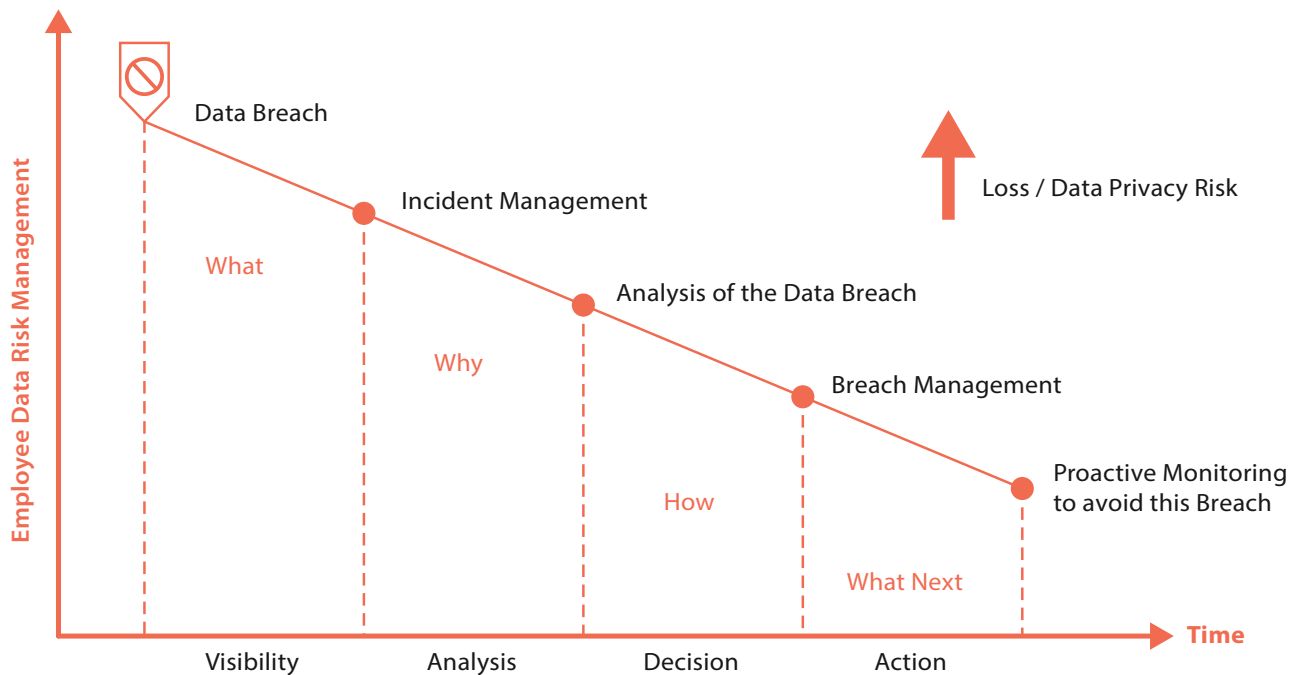 Data Breach
Incident Management
Loss / Data Privacy Risk
What
Analysis of the Data Breach
Why
Breach Management
How
Proactive Monitoring
to avoid this Breach
What Next
Employee Data Risk Management
Time
Visibility
Analysis
Decision
Action